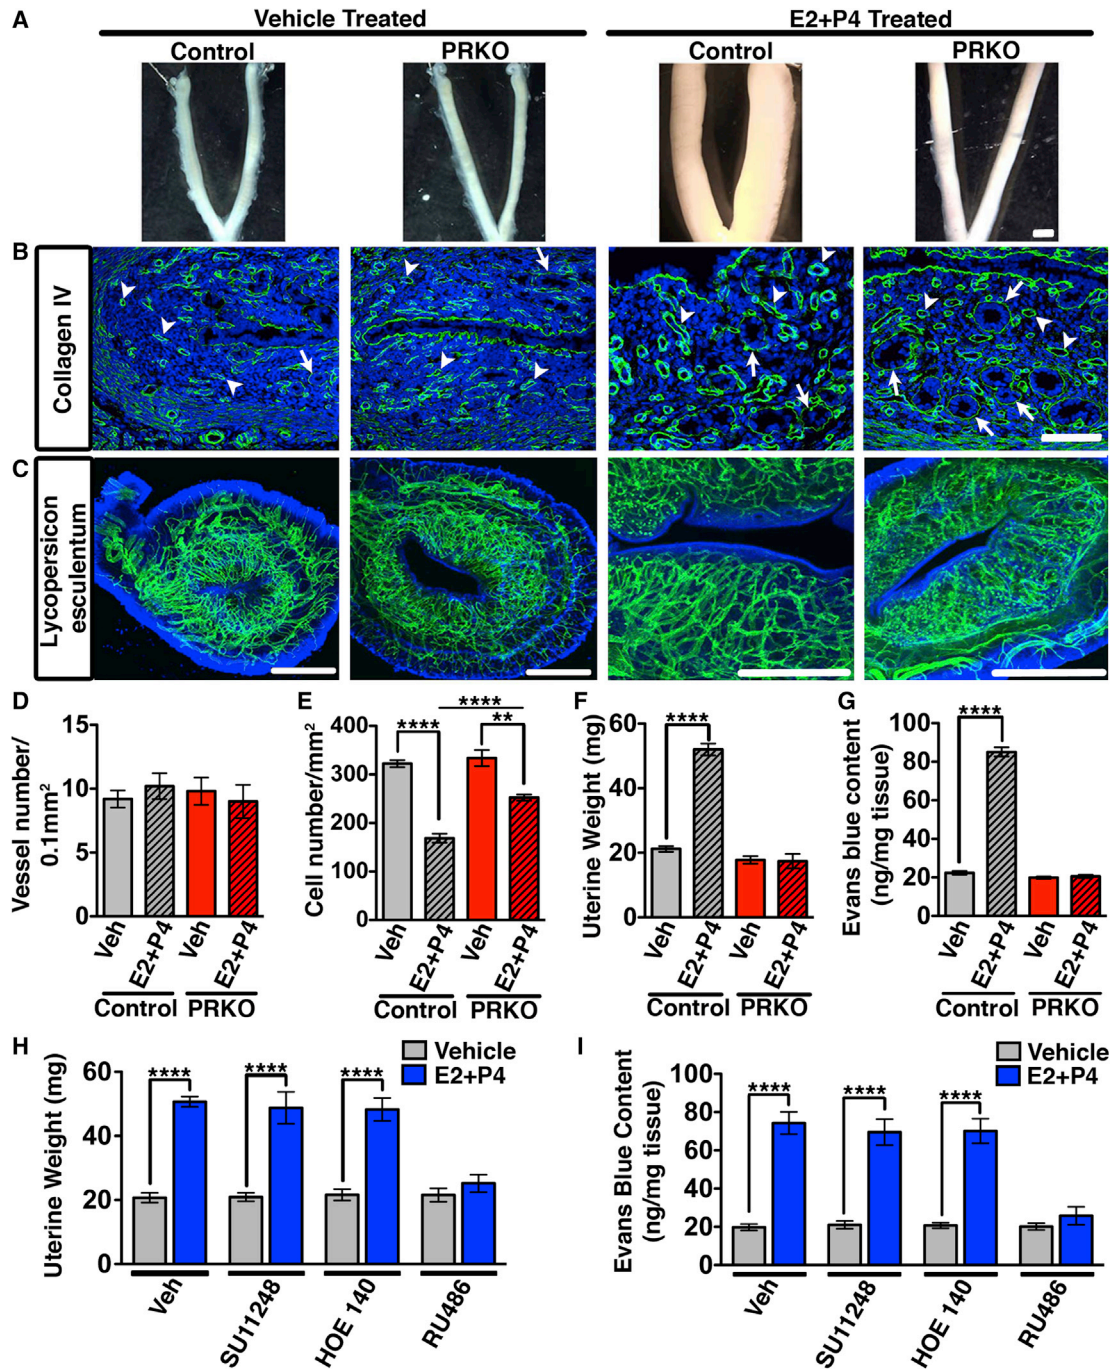 A
Vehicle Treated
E2+P4 Treated
Control
PRKO
Control
PRKO
B
Collagen IV
C
Lycopersicon
esculentum
D
Vessel number/
0.1mm²
15
10
5
0
Veh
E2+P4
Veh
E2+P4
Control
PRKO
E
Cell number/mm²
400
300
200
100
0
****
****
**
Veh
E2+P4
Veh
E2+P4
Control
PRKO
F
Uterine Weight (mg)
60
40
20
0
****
Veh
E2+P4
Veh
E2+P4
Control
PRKO
G
Evans blue content
(ng/mg tissue)
100
80
60
40
20
0
****
Veh
E2+P4
Veh
E2+P4
Control
PRKO
H
Vehicle
E2+P4
Uterine Weight (mg)
60
40
20
0
****
****
****
Veh
SU11248
HOE 140
RU486
I
Vehicle
E2+P4
Evans Blue Content
(ng/mg tissue)
100
80
60
40
20
0
****
****
****
Veh
SU11248
HOE 140
RU486